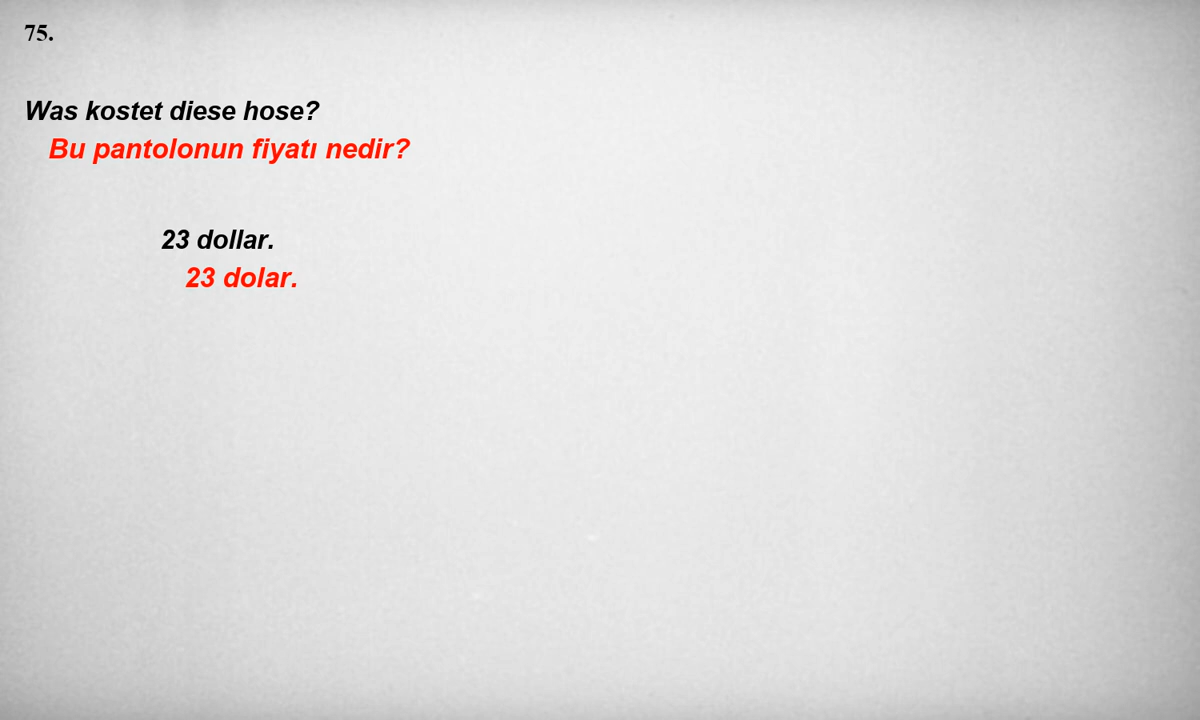 75.
Was kostet diese hose?
Bu pantolonun fiyatı nedir?
23 dollar.
23 dolar.